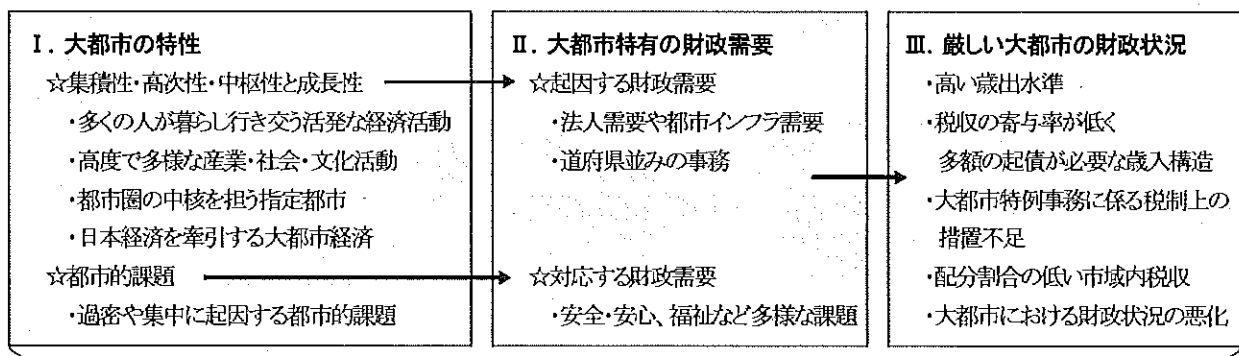 Ⅰ. 大都市の特性
☆集積性・高次性・中枢性と成長性
・多くの人が暮らし行き交う活発な経済活動
・高度で多様な産業・社会・文化活動
・都市圏の中核を担う指定都市
・日本経済を牽引する大都市経済
☆都市的課題
・過密や集中に起因する都市的課題
Ⅱ. 大都市特有の財政需要
☆起因する財政需要
・法人需要や都市インフラ需要
・道府県並みの事務
☆対応する財政需要
・安全・安心、福祉など多様な課題
Ⅲ. 厳しい大都市の財政状況
・高い歳出水準
・税収の寄与率が低く
多額の起債が必要な歳入構造
・大都市特例事務に係る税制上の
措置不足
・配分割合の低い市域内税収
・大都市における財政状況の悪化